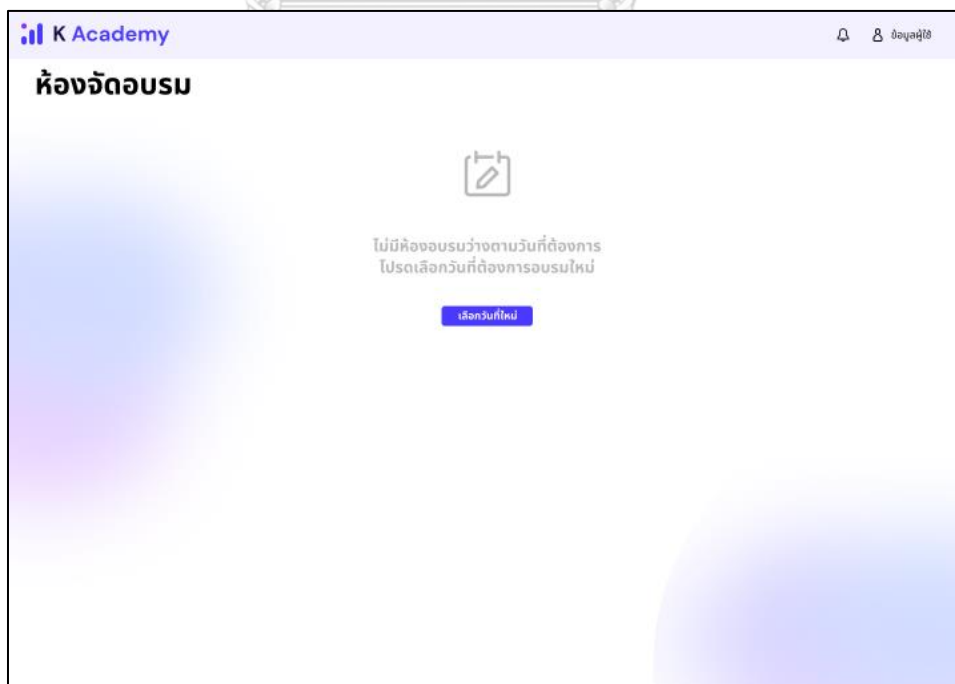 K Academy
ข้อมูลผู้ใช้
ห้องจัดอบรม
ไม่มีห้องอบรมว่างตามวันที่ต้องการ
โปรดเลือกวันที่ต้องการอบรมใหม่
เลือกวันที่ใหม่